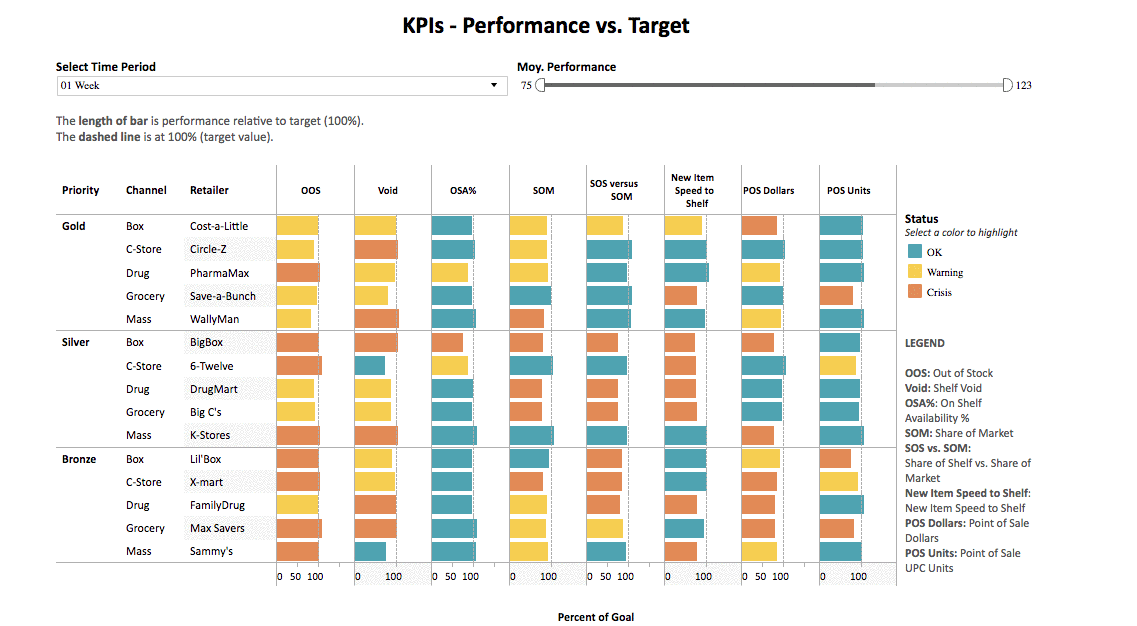 KPIs - Performance vs. Target
Select Time Period
01 Week
Moy. Performance
75 123
The length of bar is performance relative to target (100%).
The dashed line is at 100% (target value).
Priority Channel Retailer OOS Void OSA% SOM SOS versus SOM New Item Speed to Shelf POS Dollars POS Units
Gold Box Cost-a-Little
C-Store Circle-Z
Drug PharmaMax
Grocery Save-a-Bunch
Mass WallyMan
Silver Box BigBox
C-Store 6-Twelve
Drug DrugMart
Grocery Big C's
Mass K-Stores
Bronze Box Lil'Box
C-Store X-mart
Drug FamilyDrug
Grocery Max Savers
Mass Sammy's
0 50 100 0 100 0 50 100 0 100 0 50 100 0 100 0 50 100 0 100
Percent of Goal
Status
Select a color to highlight
OK
Warning
Crisis
LEGEND
OOS: Out of Stock
Void: Shelf Void
OSA%: On Shelf
Availability %
SOM: Share of Market
SOS vs. SOM:
Share of Shelf vs. Share of
Market
New Item Speed to Shelf:
New Item Speed to Shelf
POS Dollars: Point of Sale
Dollars
POS Units: Point of Sale
UPC Units